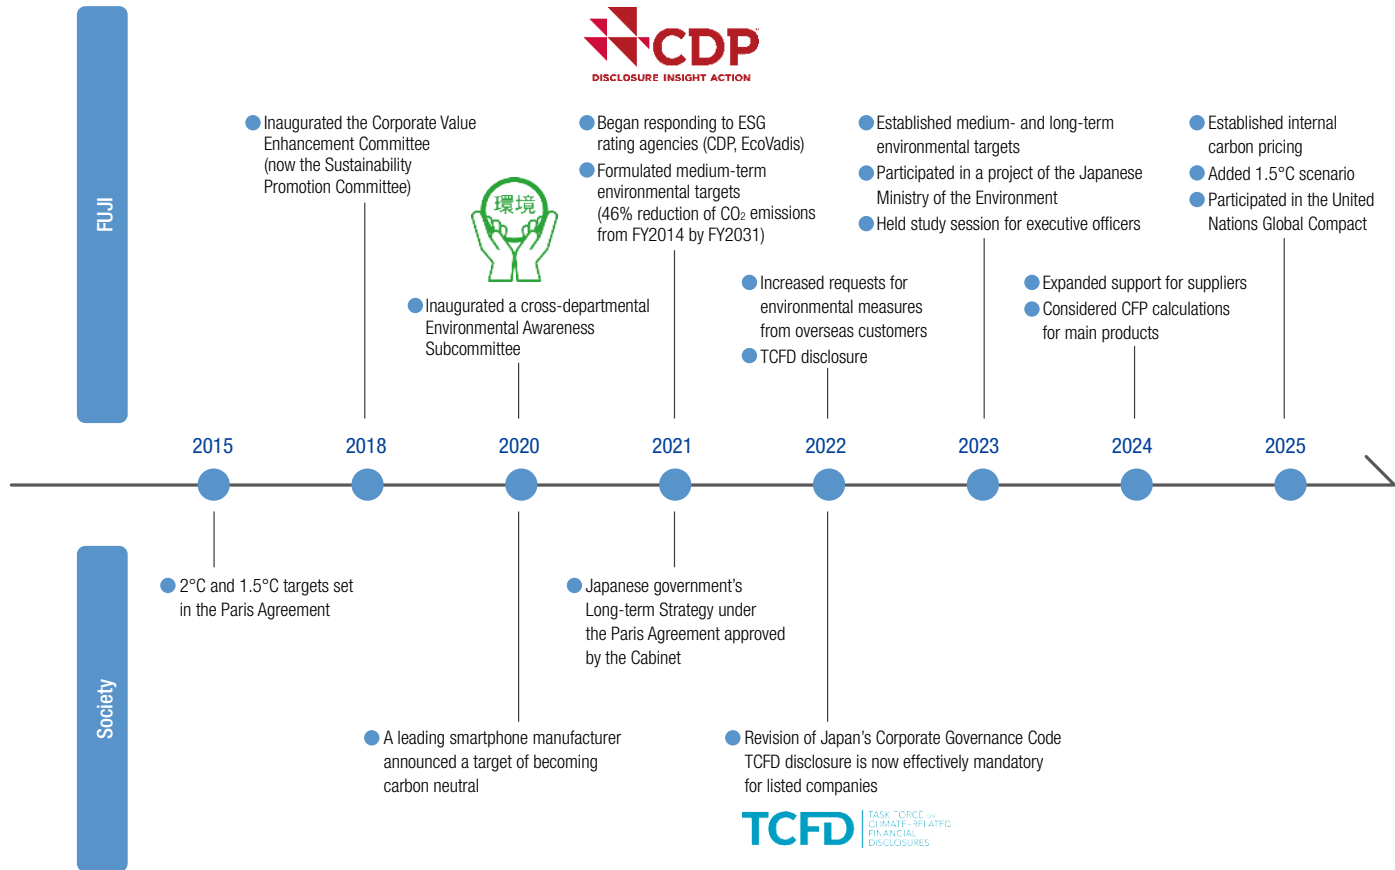 CDP
DISCLOSURE INSIGHT ACTION
FUJI
Inaugurated the Corporate Value
Enhancement Committee
(now the Sustainability
Promotion Committee)
環境
Inaugurated a cross-departmental
Environmental Awareness
Subcommittee
Began responding to ESG
rating agencies (CDP, EcoVadis)
Formulated medium-term
environmental targets
(46% reduction of CO₂ emissions
from FY2014 by FY2031)
Increased requests for
environmental measures
from overseas customers
TCFD disclosure
Established medium- and long-term
environmental targets
Participated in a project of the Japanese
Ministry of the Environment
Held study session for executive officers
Expanded support for suppliers
Considered CFP calculations
for main products
Established internal
carbon pricing
Added 1.5°C scenario
Participated in the United
Nations Global Compact
2015
2018
2020
2021
2022
2023
2024
2025
Society
2°C and 1.5°C targets set
in the Paris Agreement
A leading smartphone manufacturer
announced a target of becoming
carbon neutral
Japanese government’s
Long-term Strategy under
the Paris Agreement approved
by the Cabinet
Revision of Japan’s Corporate Governance Code
TCFD disclosure is now effectively mandatory
for listed companies
TCFD
TASK FORCE ON
CLIMATE-RELATED
FINANCIAL
DISCLOSURES